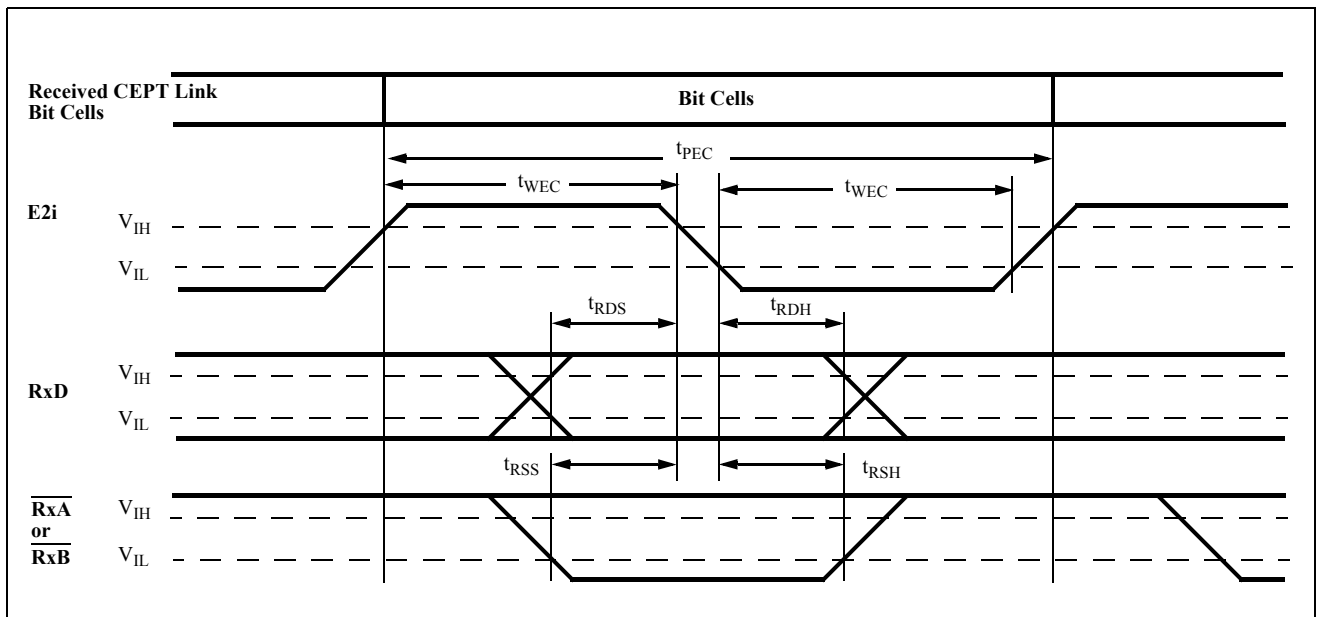 Received CEPT Link
Bit Cells
Bit Cells
tPEC
tWEC
tWEC
E2i
VIH
VIL
tRDS
tRDH
RxD
VIH
VIL
tRSS
tRSH
RxA
or
RxB
VIH
VIL